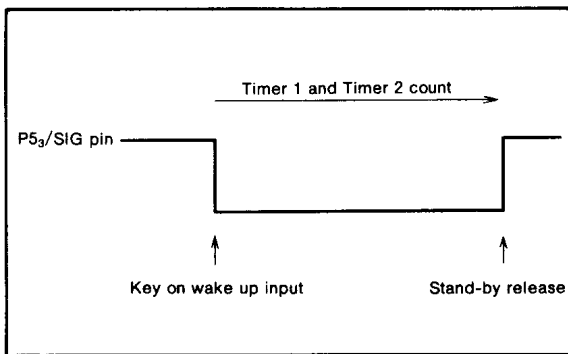 Timer 1 and Timer 2 count
P5₃/SIG pin
Key on wake up input
Stand-by release